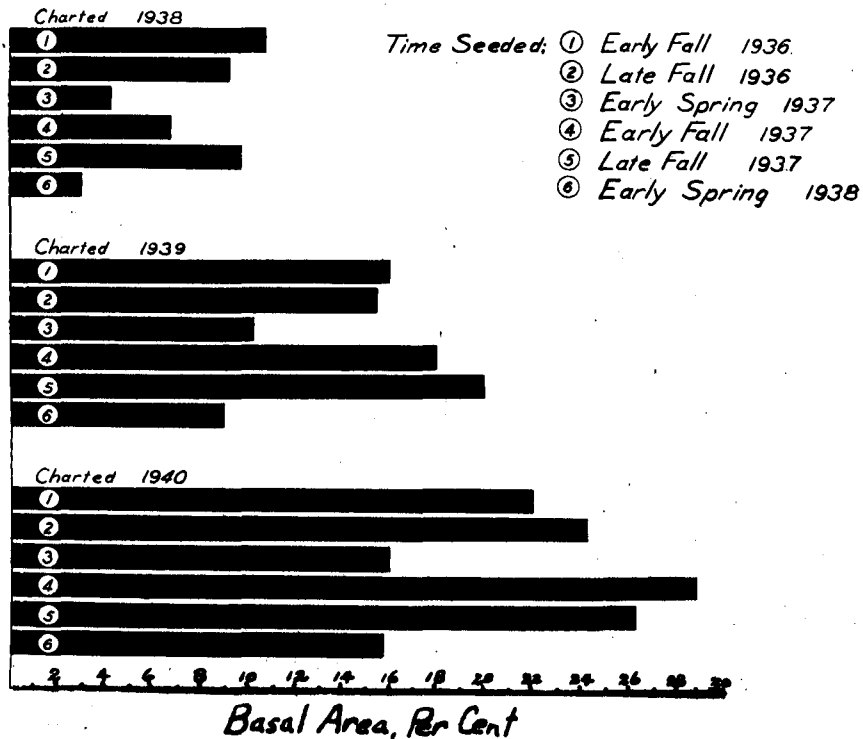 Charted 1938
Time Seeded; ① Early Fall 1936.
② Late Fall 1936
③ Early Spring 1937
④ Early Fall 1937
⑤ Late Fall 1937
⑥ Early Spring 1938
①
②
③
④
⑤
⑥
Charted 1939
①
②
③
④
⑤
⑥
Charted 1940
①
②
③
④
⑤
⑥
2 4 6 8 10 12 14 16 18 20 22 24 26 28 30
Basal Area, Per Cent